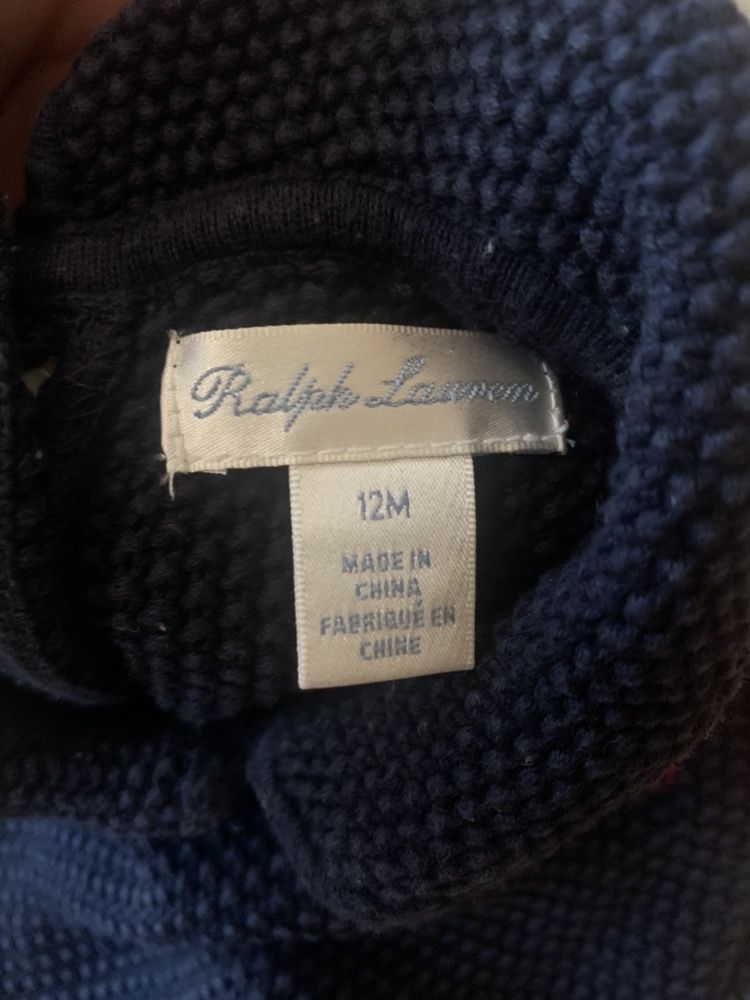 Ralph Lauren
12M
MADE IN
CHINA
FABRIQUÉ EN
CHINE